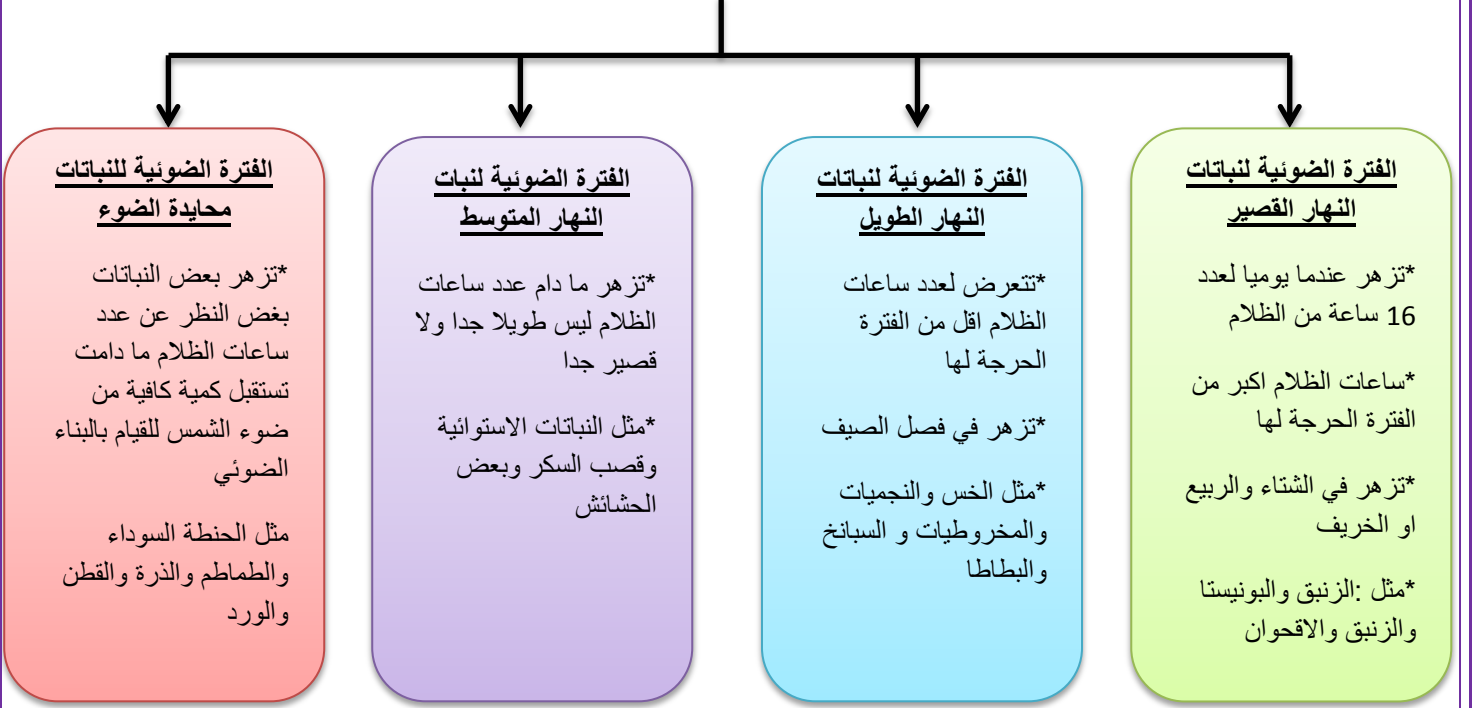 الفترة الضوئية لنباتات
النهار القصير
*تزهر عندما يوميا لعدد
16 ساعة من الظلام
*ساعات الظلام اكبر من
الفترة الحرجة لها
*تزهر في الشتاء والربيع
او الخريف
*مثل :الزنبق والبونيستا
والزنبق والاقحوان
الفترة الضوئية لنباتات
النهار الطويل
*تتعرض لعدد ساعات
الظلام اقل من الفترة
الحرجة لها
*تزهر في فصل الصيف
*مثل الخس والنجميات
والمخروطيات و السبانخ
والبطاطا
الفترة الضوئية لنبات
النهار المتوسط
*تزهر ما دام عدد ساعات
الظلام ليس طويلا جدا ولا
قصير جدا
*مثل النباتات الاستوائية
وقصب السكر وبعض
الحشائش
الفترة الضوئية للنباتات
محايدة الضوء
*تزهر بعض النباتات
بغض النظر عن عدد
ساعات الظلام ما دامت
تستقبل كمية كافية من
ضوء الشمس للقيام بالبناء
الضوئي
مثل الحنطة السوداء
والطماطم والذرة والقطن
والورد